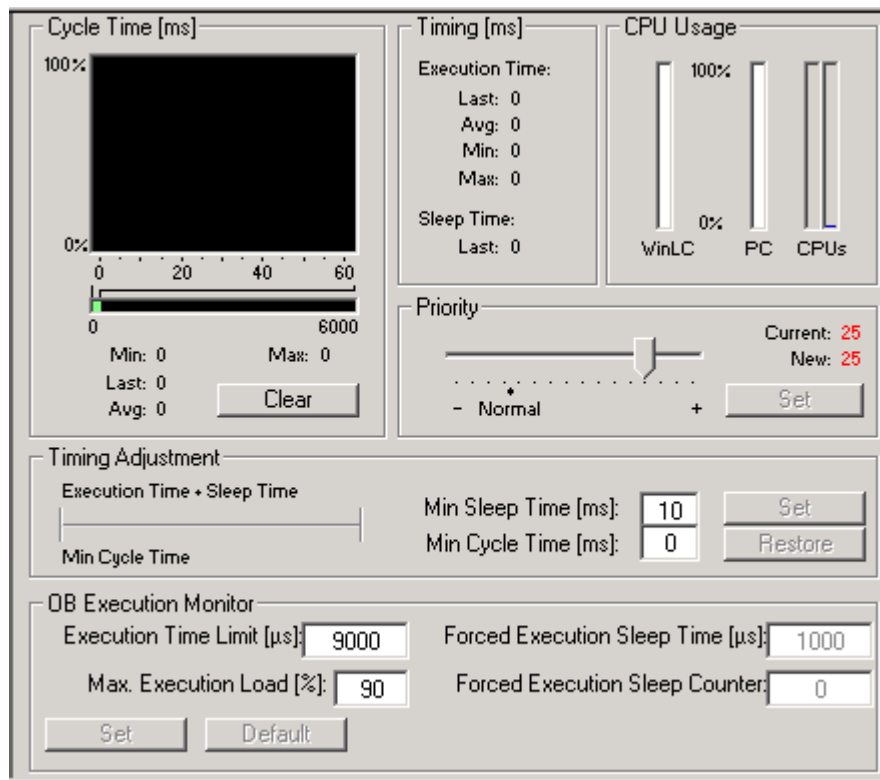 Cycle Time [ms]
100%
0%
0 20 40 60
0 6000
Min: 0 Max: 0
Last: 0
Avg: 0
Clear
Timing [ms]
Execution Time:
Last: 0
Avg: 0
Min: 0
Max: 0
Sleep Time:
Last: 0
CPU Usage
100%
0%
WinLC PC CPUs
Priority
Current: 25
New: 25
- Normal +
Set
Timing Adjustment
Execution Time + Sleep Time
Min Cycle Time
Min Sleep Time [ms]: 10 Set
Min Cycle Time [ms]: 0 Restore
OB Execution Monitor
Execution Time Limit [µs]: 9000 Forced Execution Sleep Time [µs]: 1000
Max. Execution Load [%]: 90 Forced Execution Sleep Counter: 0
Set Default